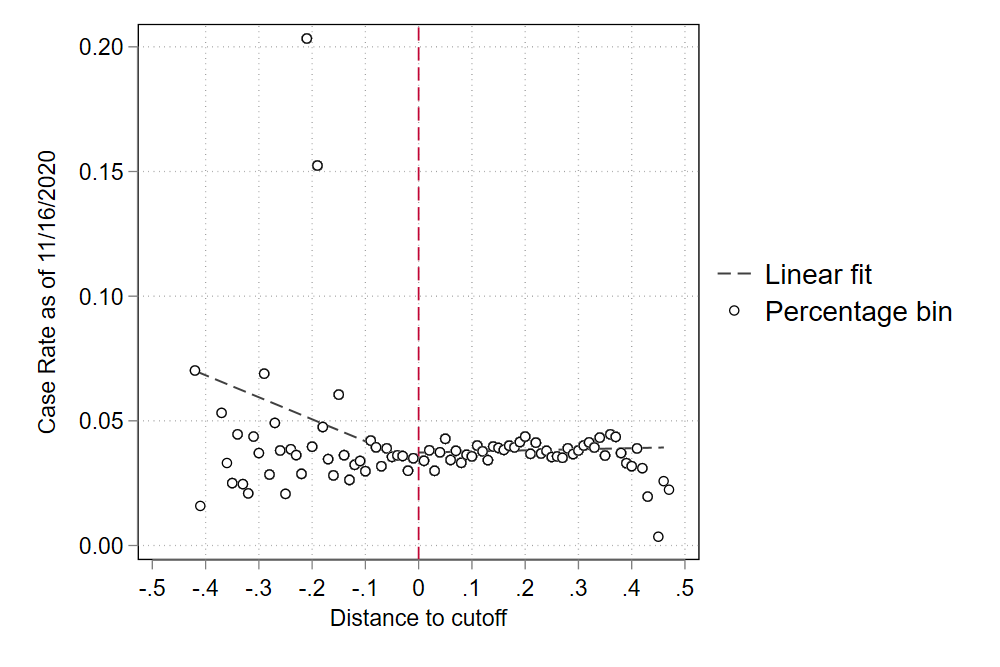 0.20
0.15
0.10
0.05
0.00
Case Rate as of 11/16/2020
-.5 -.4 -.3 -.2 -.1 0 .1 .2 .3 .4 .5
Distance to cutoff
Linear fit
Percentage bin